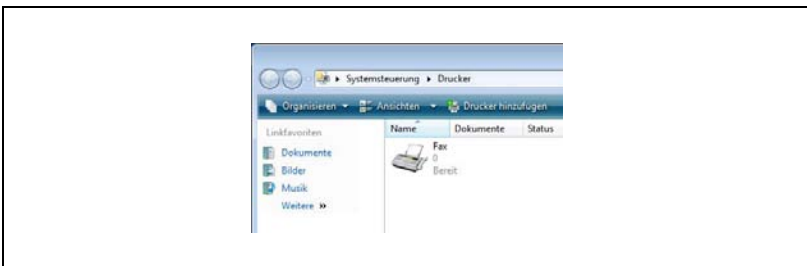 Systemsteuerung ▸ Drucker
Organisieren Ansichten Drucker hinzufügen
Linkfavoriten
Dokumente
Bilder
Musik
Weitere »
Name Dokumente Status
Fax
0
Bereit